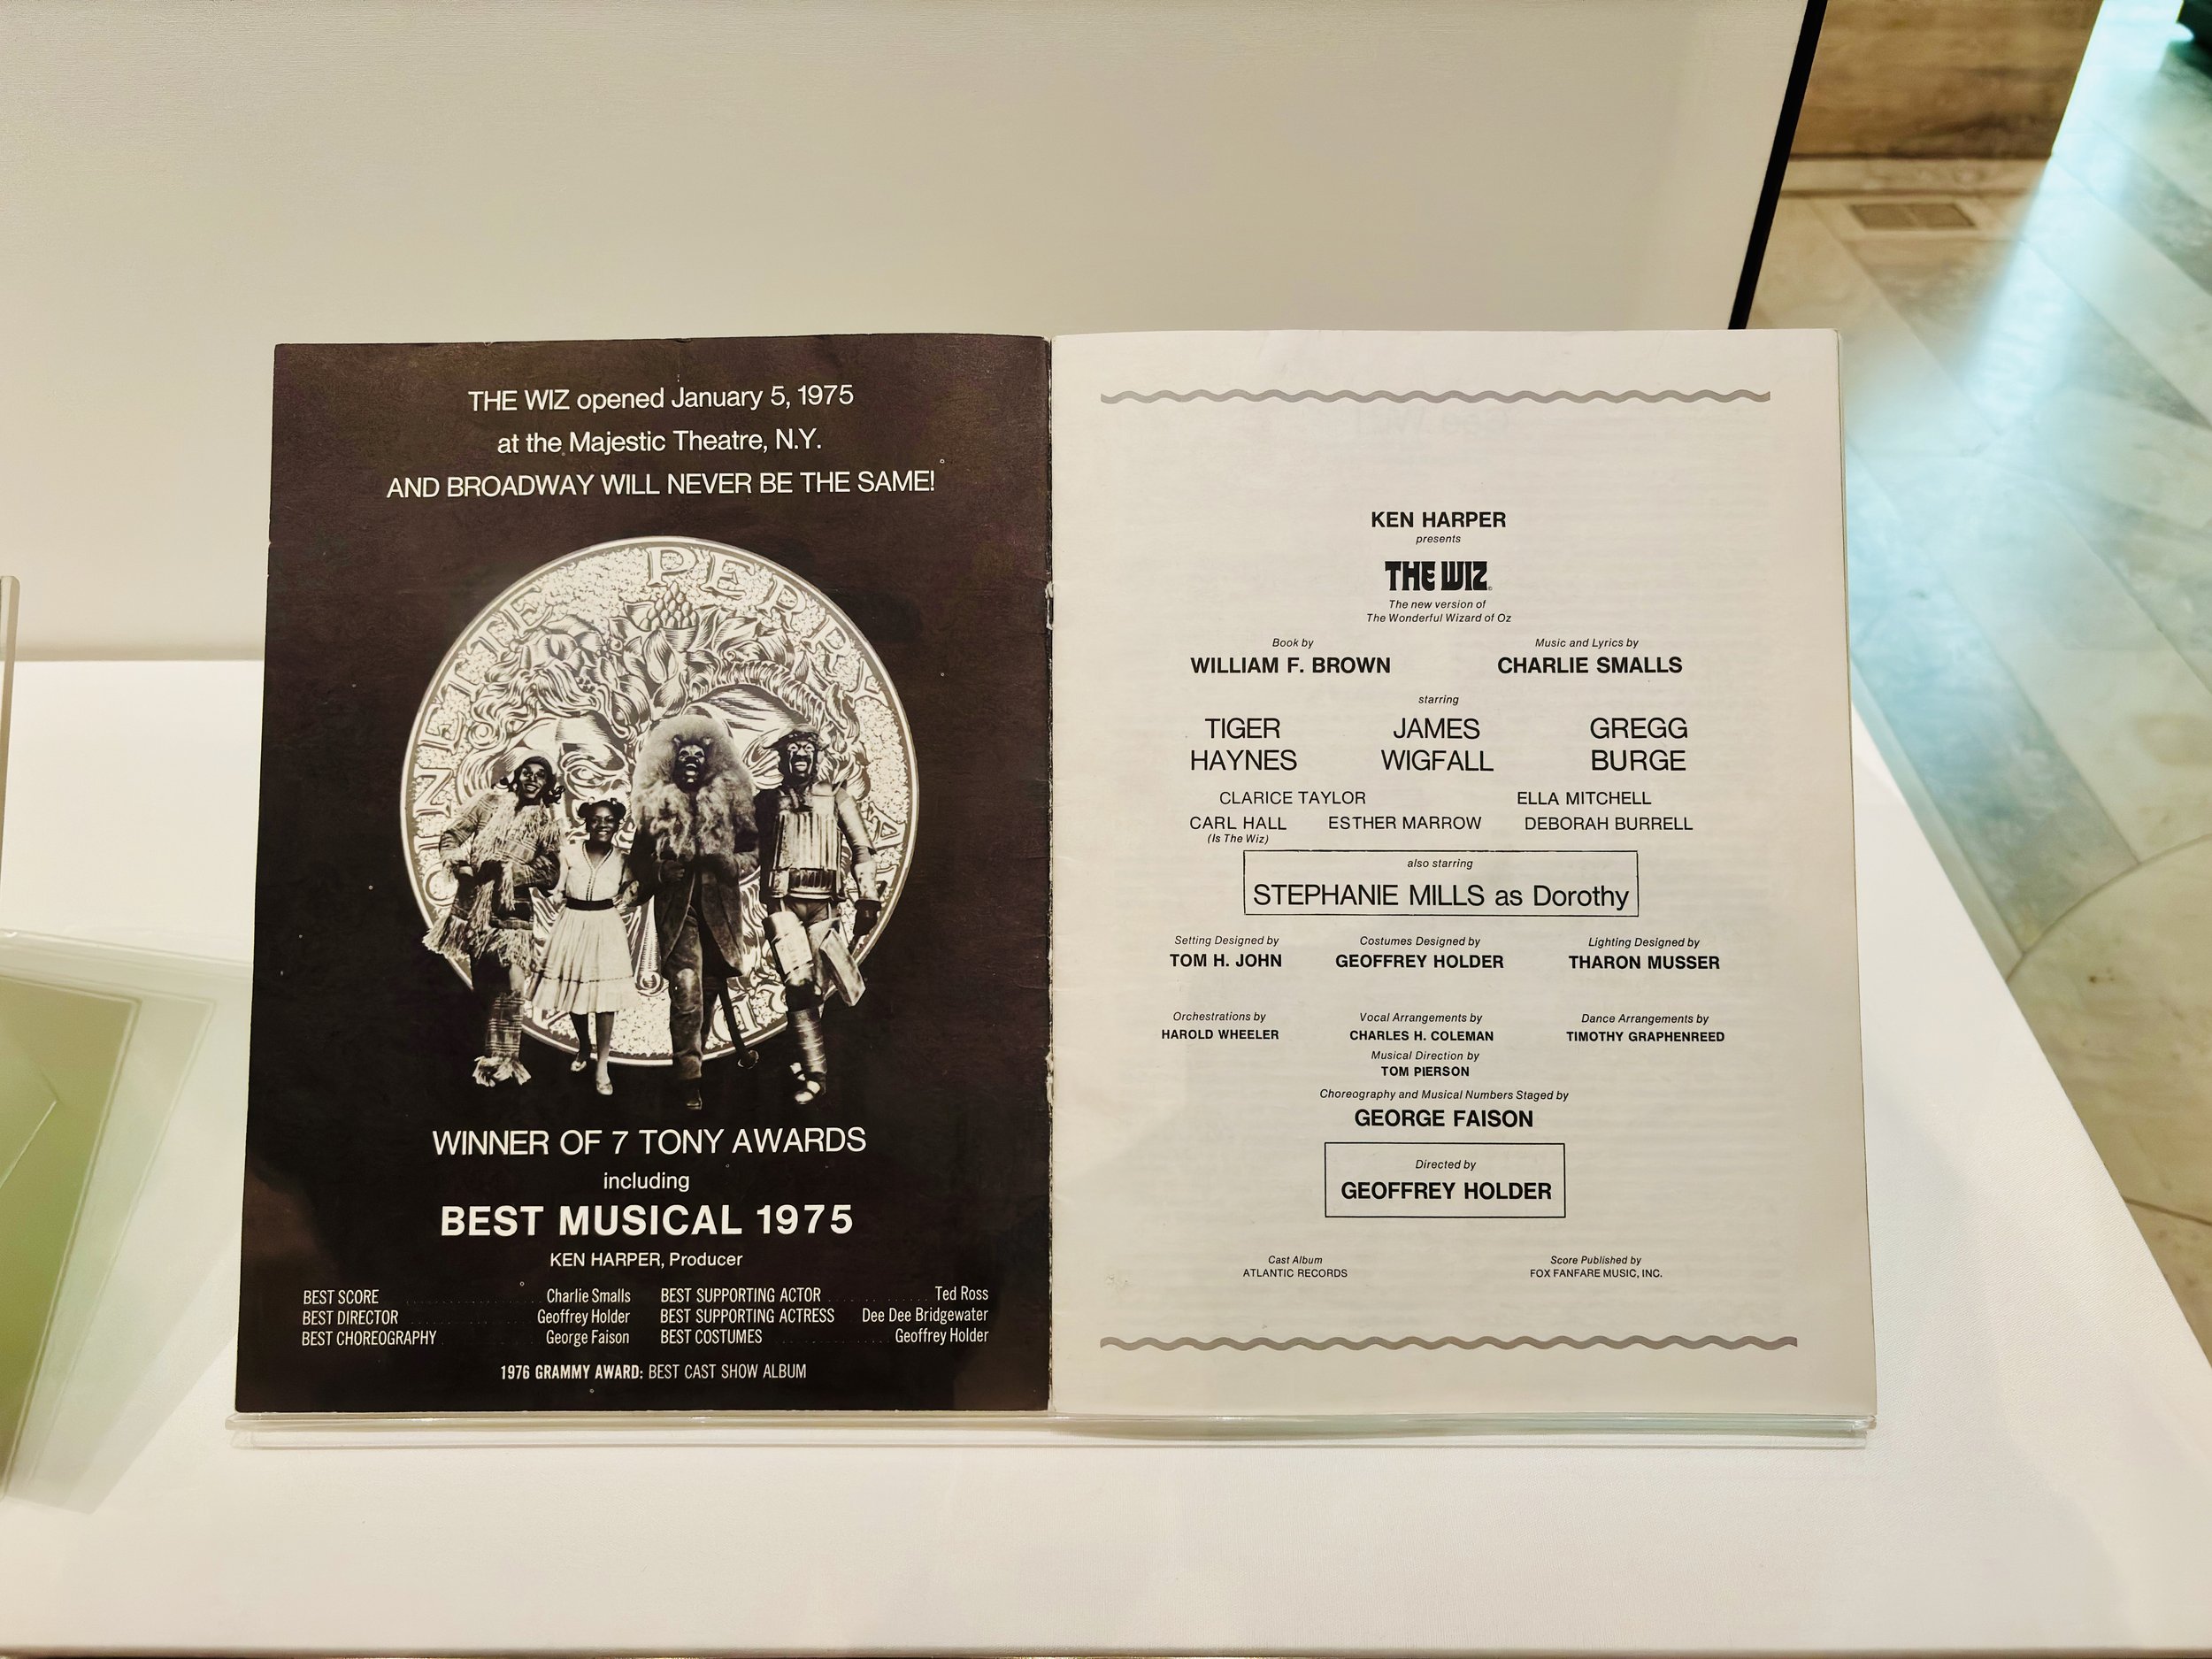 THE WIZ opened January 5, 1975
at the Majestic Theatre, N.Y.
AND BROADWAY WILL NEVER BE THE SAME!
PERRY
WINNER OF 7 TONY AWARDS
including
BEST MUSICAL 1975
KEN HARPER, Producer
BEST SCORE Charlie Smalls
BEST DIRECTOR Geoffrey Holder
BEST CHOREOGRAPHY George Faison
BEST SUPPORTING ACTOR Ted Ross
BEST SUPPORTING ACTRESS Dee Dee Bridgewater
BEST COSTUMES Geoffrey Holder
1976 GRAMMY AWARD: BEST CAST SHOW ALBUM
KEN HARPER
presents
THE WIZ
The new version of
The Wonderful Wizard of Oz
Book by Music and Lyrics by
WILLIAM F. BROWN CHARLIE SMALLS
starring
TIGER JAMES GREGG
HAYNES WIGFALL BURGE
CLARICE TAYLOR ELLA MITCHELL
CARL HALL ESTHER MARROW DEBORAH BURRELL
(Is The Wiz)
also starring
STEPHANIE MILLS as Dorothy
Setting Designed by Costumes Designed by Lighting Designed by
TOM H. JOHN GEOFFREY HOLDER THARON MUSSER
Orchestrations by Vocal Arrangements by Dance Arrangements by
HAROLD WHEELER CHARLES H. COLEMAN TIMOTHY GRAPHENREED
Musical Direction by
TOM PIERSON
Choreography and Musical Numbers Staged by
GEORGE FAISON
Directed by
GEOFFREY HOLDER
Cast Album Score Published by
ATLANTIC RECORDS FOX FANFARE MUSIC, INC.